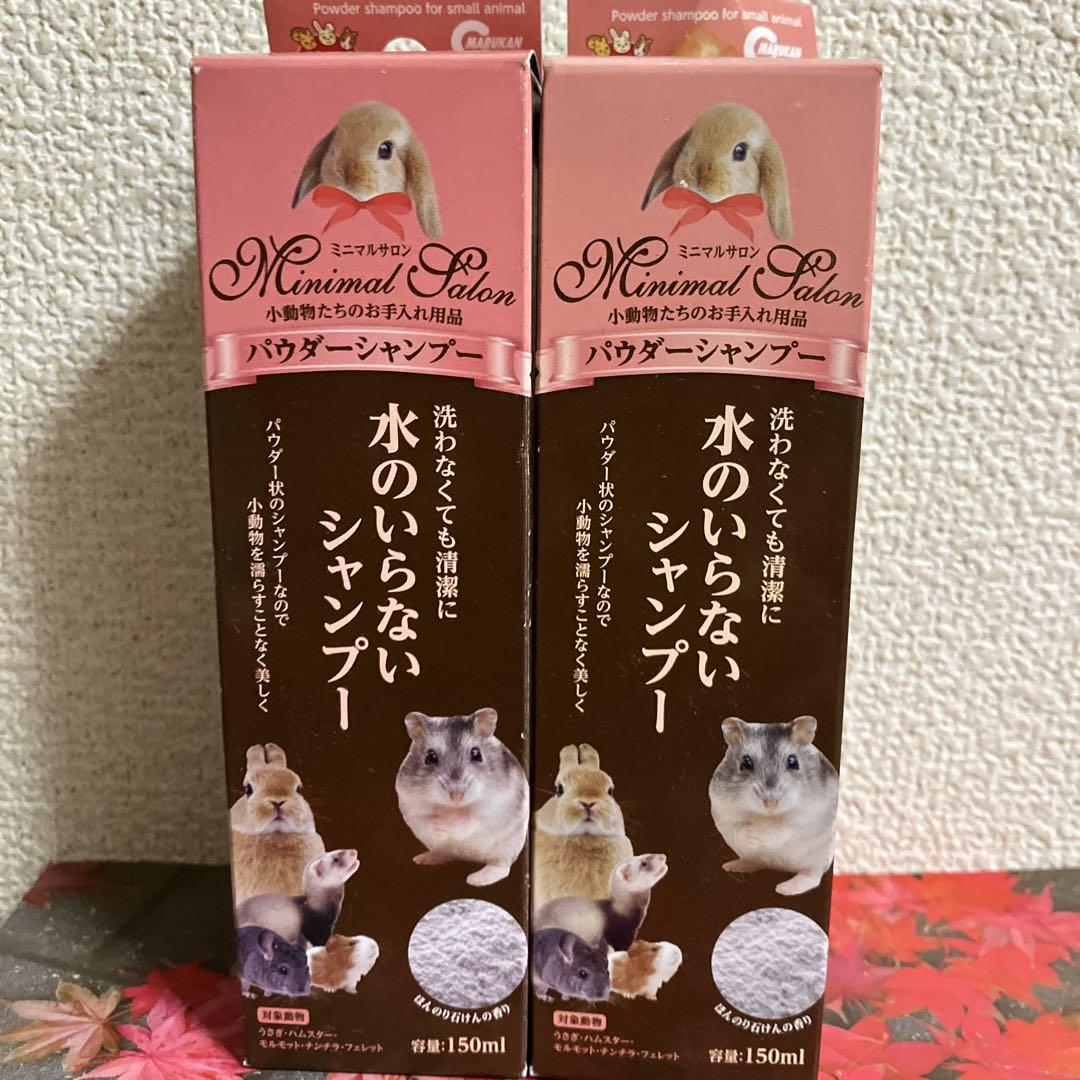 Powder shampoo for small animal
MARUKAN
ミニマルサロン
Minimal Salon
小動物たちのお手入れ用品
パウダーシャンプー
洗わなくても清潔に
水のいらない
シャンプー
パウダー状のシャンプーなので
小動物を濡らすことなく美しく
ほんのり石けんの香り
対象動物
うさぎ・ハムスター・
モルモット・チンチラ・フェレット
容量:150ml
Powder shampoo for small animal
MARUKAN
ミニマルサロン
Minimal Salon
小動物たちのお手入れ用品
パウダーシャンプー
洗わなくても清潔に
水のいらない
シャンプー
パウダー状のシャンプーなので
小動物を濡らすことなく美しく
ほんのり石けんの香り
対象動物
うさぎ・ハムスター・
モルモット・チンチラ・フェレット
容量:150ml